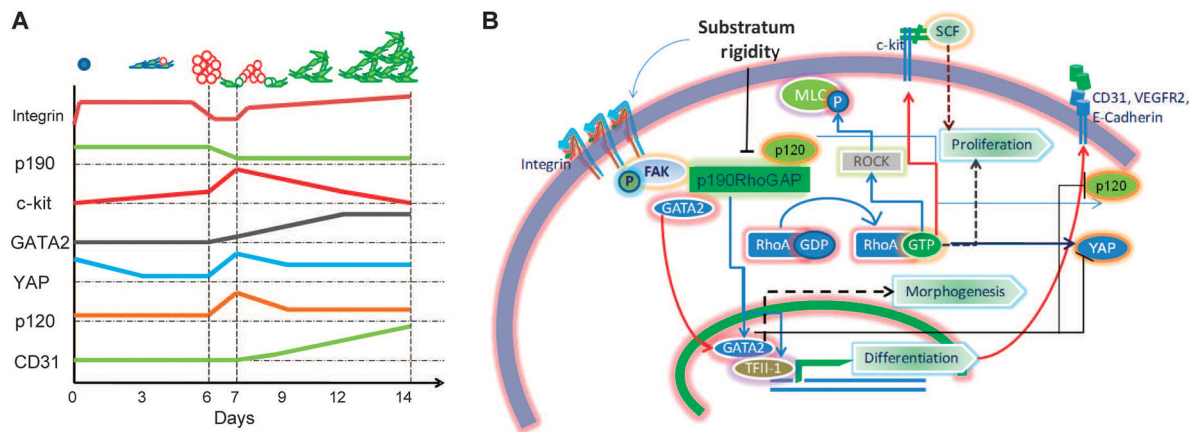 A
Integrin
p190
c-kit
GATA2
YAP
p120
CD31
0
3
6
7
9
12
14
Days
B
Substratum
rigidity
c-kit
SCF
MLC
P
CD31, VEGFR2,
E-Cadherin
Integrin
FAK
P
p120
p190RhoGAP
ROCK
Proliferation
p120
GATA2
RhoA
GDP
RhoA
GTP
YAP
Morphogenesis
GATA2
TFII-1
Differentiation